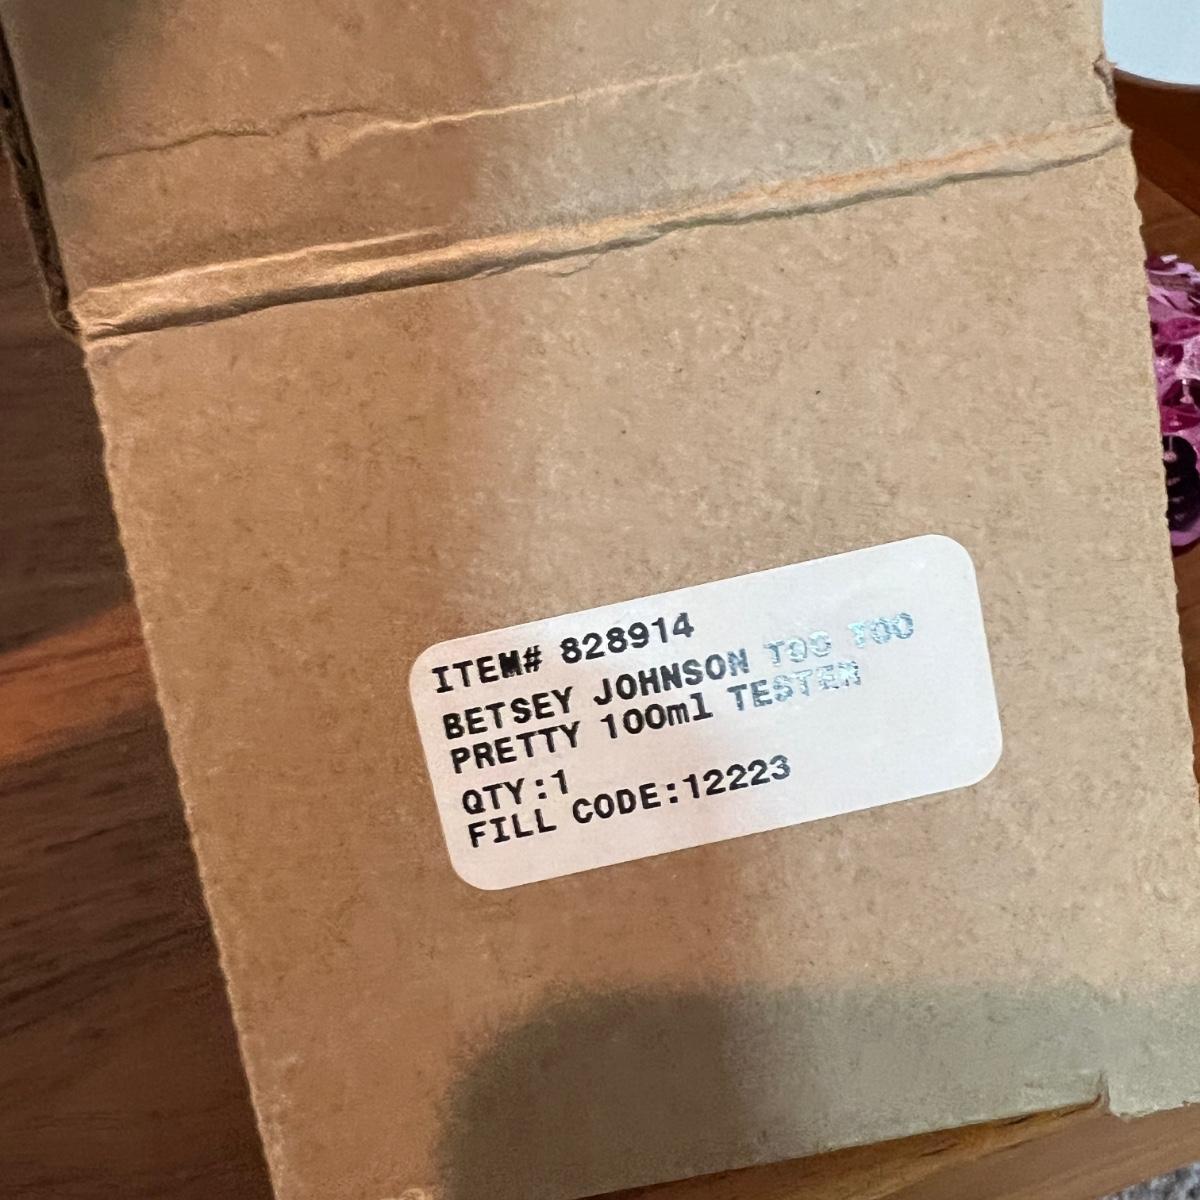 ITEM# 828914
BETSEY JOHNSON TOO TOO
PRETTY 100ml TESTER
QTY:1
FILL CODE:12223